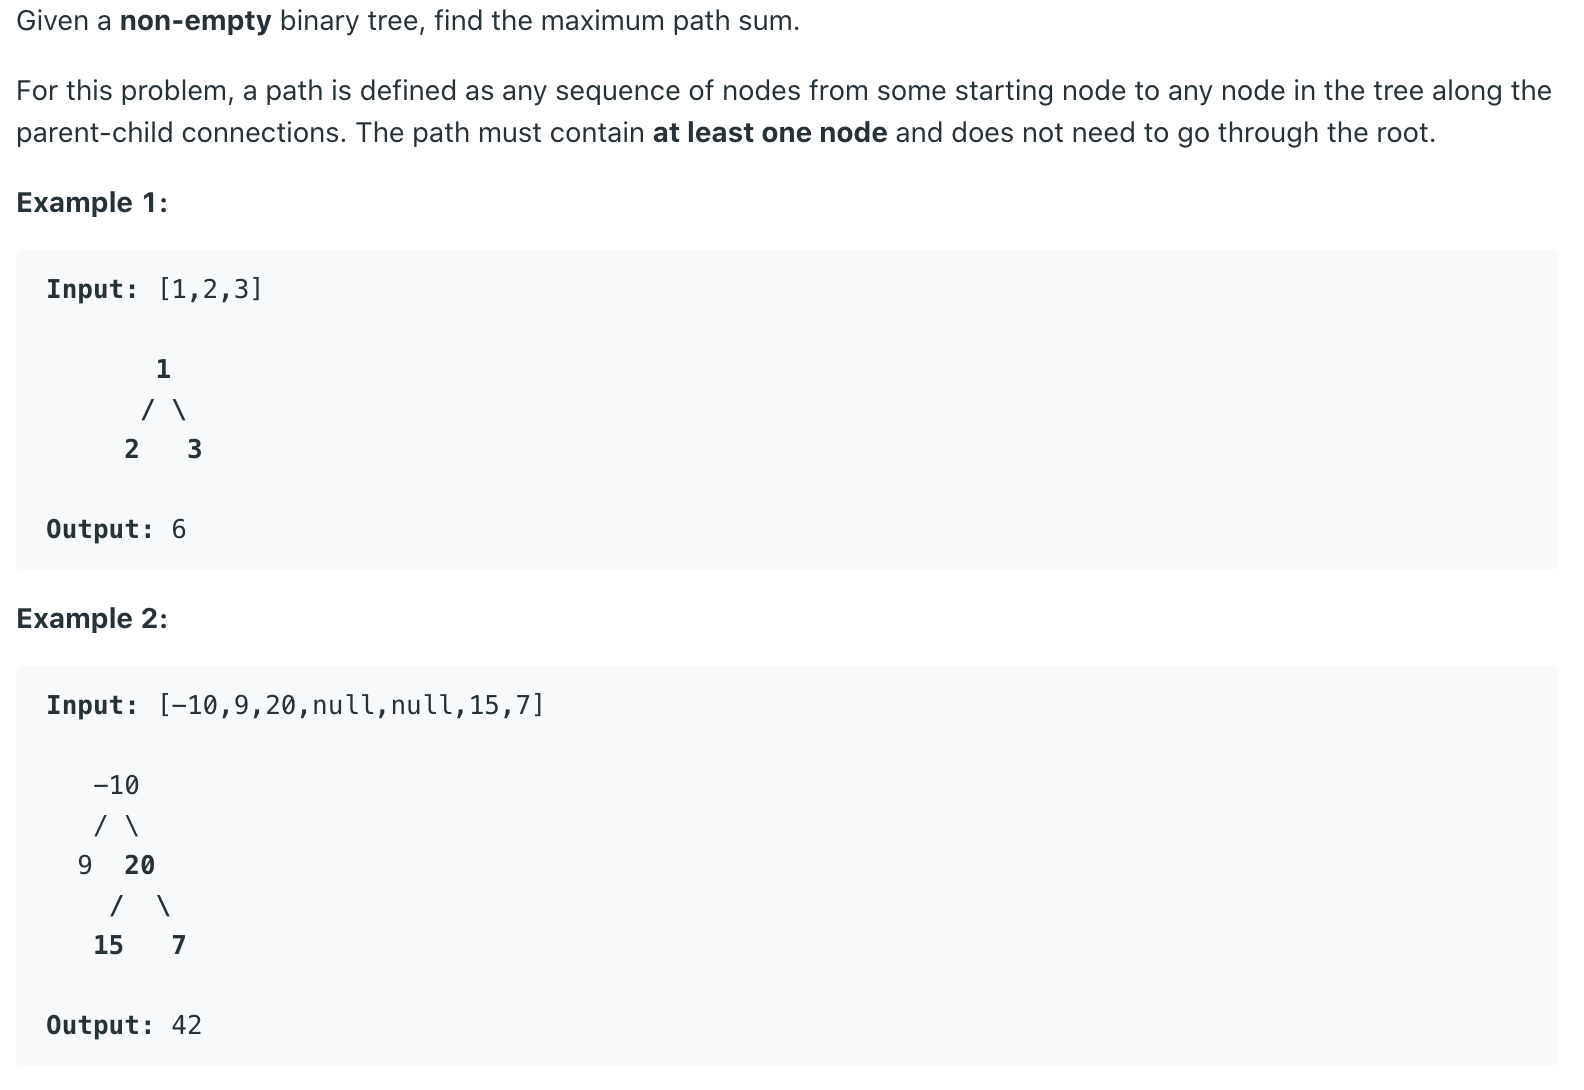 Given a non-empty binary tree, find the maximum path sum.
For this problem, a path is defined as any sequence of nodes from some starting node to any node in the tree along the
parent-child connections. The path must contain at least one node and does not need to go through the root.
Example 1:
Input: [1,2,3]
1
/ \
2 3
Output: 6
Example 2:
Input: [-10,9,20,null,null,15,7]
-10
/ \
9 20
/ \
15 7
Output: 42